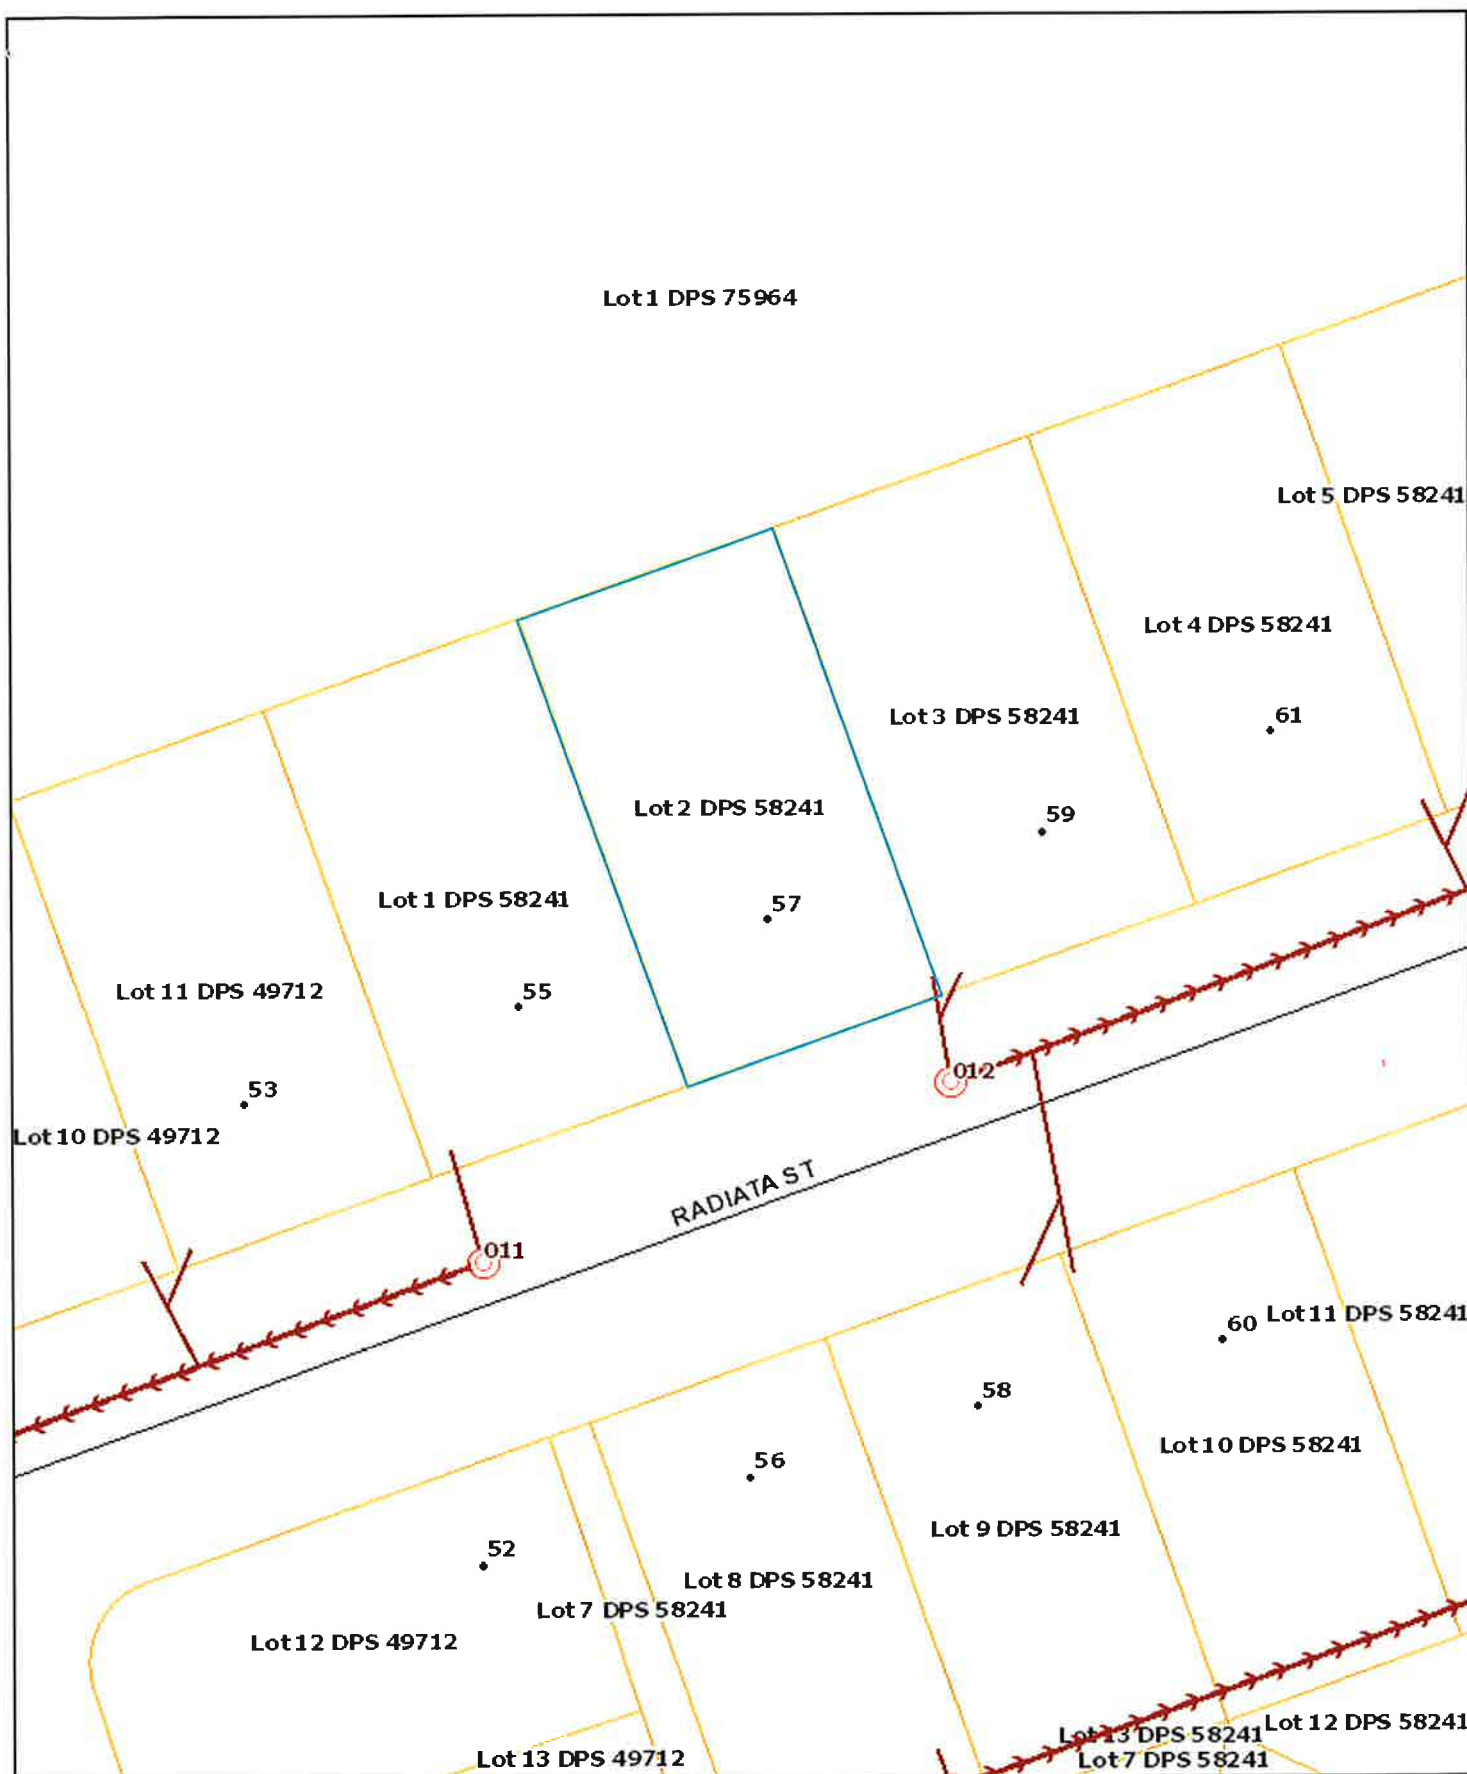 Lot 1 DPS 75964
Lot 5 DPS 58241
Lot 4 DPS 58241
61
Lot 3 DPS 58241
59
Lot 2 DPS 58241
57
Lot 1 DPS 58241
55
Lot 11 DPS 49712
53
Lot 10 DPS 49712
012
011
RADIATA ST
60
Lot 11 DPS 58241
58
Lot 10 DPS 58241
56
Lot 9 DPS 58241
52
Lot 8 DPS 58241
Lot 7 DPS 58241
Lot 12 DPS 49712
Lot 12 DPS 58241
Lot 13 DPS 58241
Lot 13 DPS 49712
Lot 7 DPS 58241